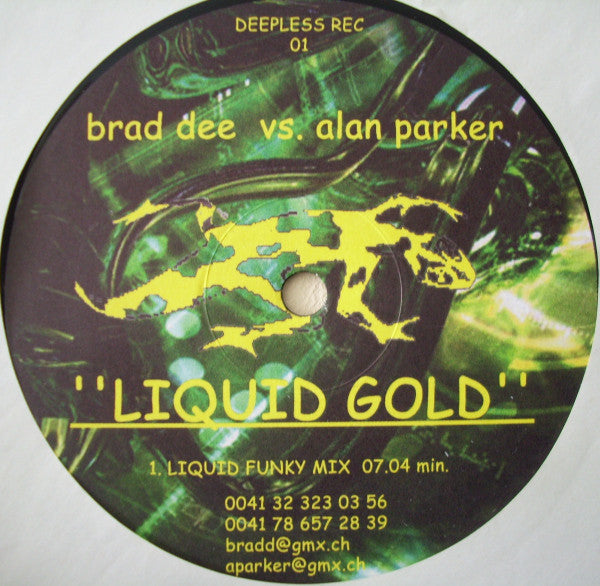 DEEPLESS REC
01
brad dee vs. alan parker
''LIQUID GOLD''
1. LIQUID FUNKY MIX 07.04 min.
0041 32 323 03 56
0041 78 657 28 39
bradd@gmx.ch
aparker@gmx.ch